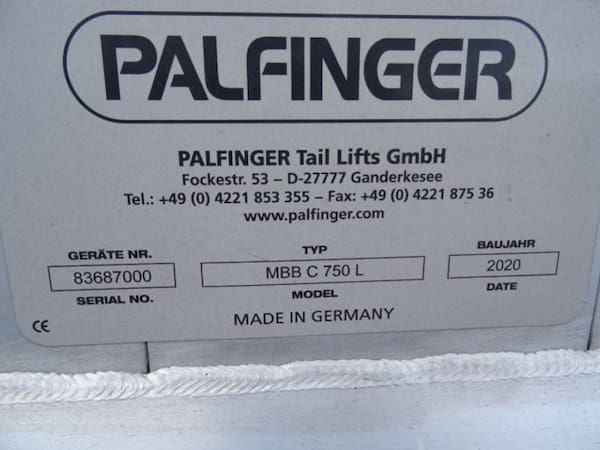 PALFINGER
PALFINGER Tail Lifts GmbH
Fockestr. 53 – D-27777 Ganderkesee
Tel.: +49 (0) 4221 853 355 – Fax: +49 (0) 4221 875 36
www.palfinger.com
GERÄTE NR. TYP BAUJAHR
83687000 MBB C 750 L 2020
SERIAL NO. MODEL DATE
CE MADE IN GERMANY